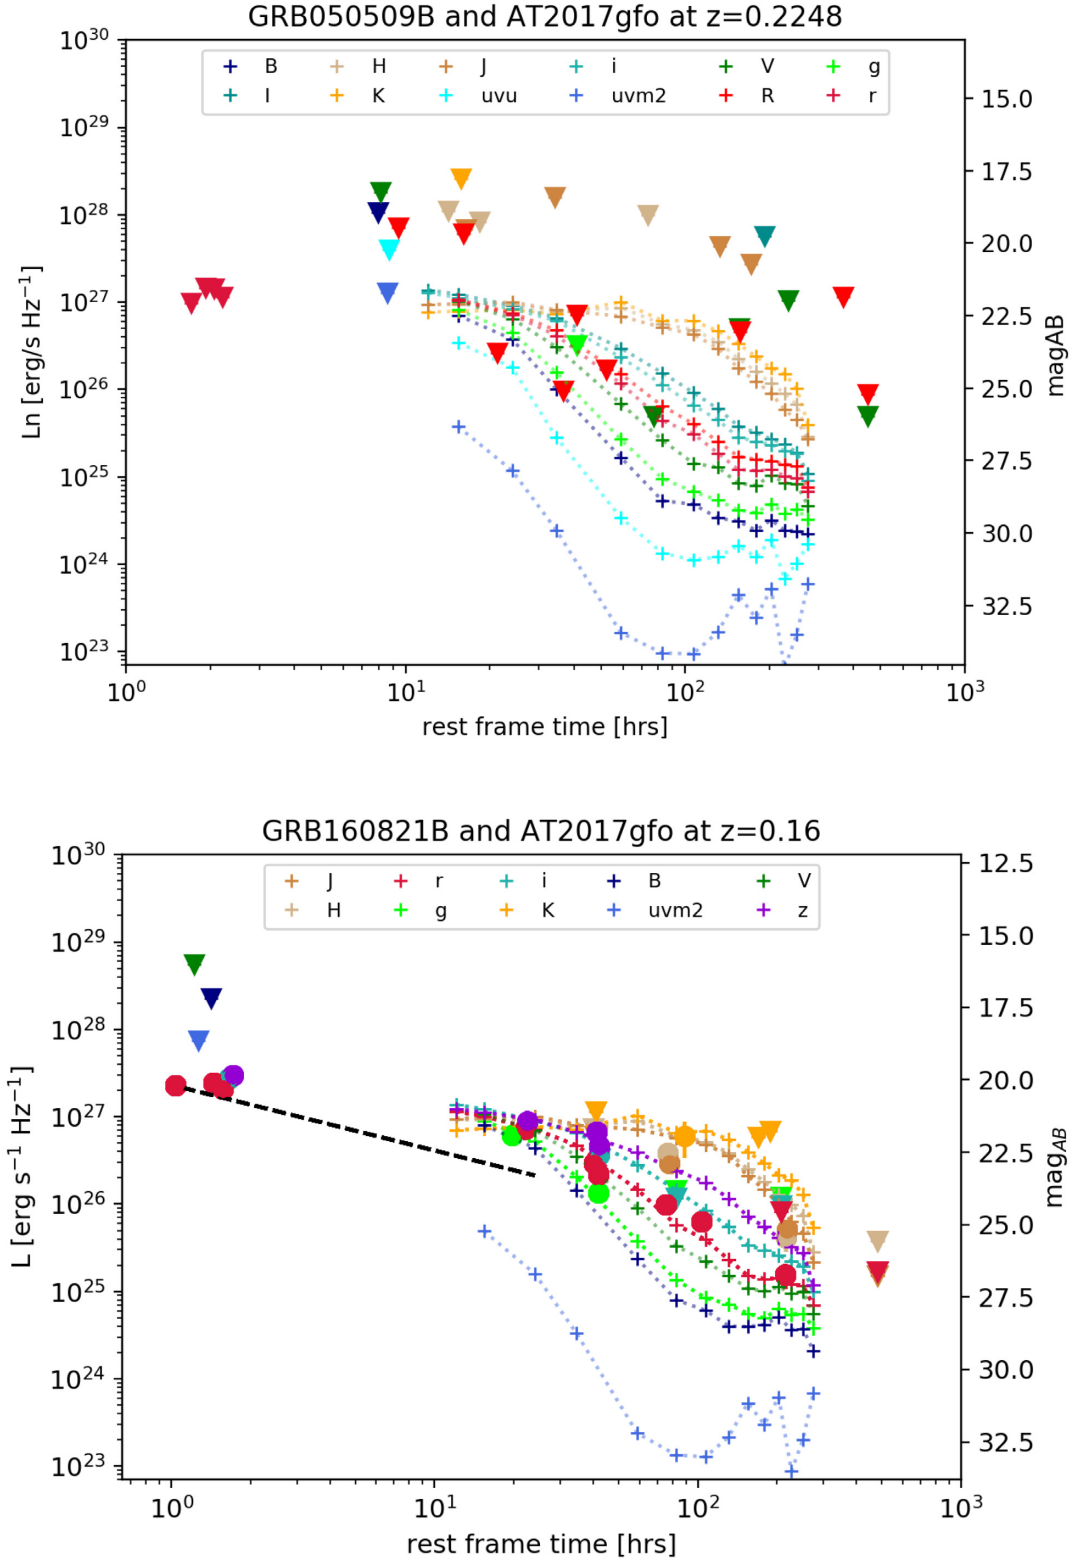 GRB050509B and AT2017gfo at z=0.2248
10^30
B H J i V g
I K uvu uvm2 R r
15.0
10^29
17.5
10^28
20.0
10^27
22.5
10^26
25.0
10^25
27.5
10^24
30.0
10^23
32.5
Ln [erg/s Hz^−1]
magAB
10^0 10^1 10^2 10^3
rest frame time [hrs]
GRB160821B and AT2017gfo at z=0.16
10^30
12.5
J r i B V
H g K uvm2 z
10^29
15.0
10^28
17.5
20.0
10^27
22.5
10^26
25.0
10^25
27.5
10^24
30.0
10^23
32.5
L [erg s^−1 Hz^−1]
mag_AB
10^0 10^1 10^2 10^3
rest frame time [hrs]